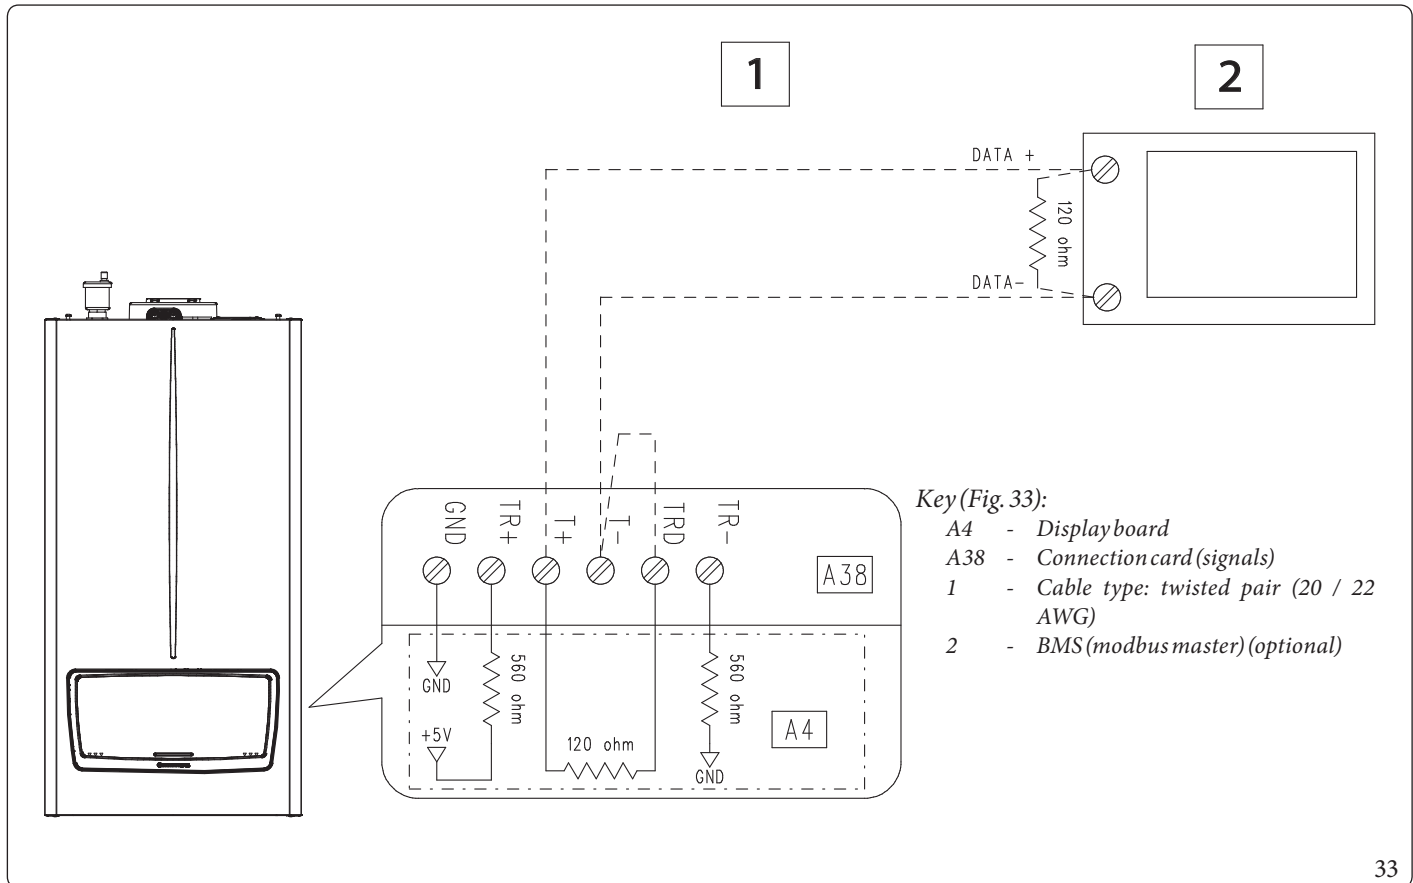 1
2
DATA +
120 ohm
DATA-
GND
TR+
T+
T-
TRD
TR-
A38
Key (Fig. 33):
A4 - Display board
A38 - Connection card (signals)
1 - Cable type: twisted pair (20 / 22
AWG)
2 - BMS (modbus master) (optional)
GND
560 ohm
560 ohm
+5V
120 ohm
A4
GND
33